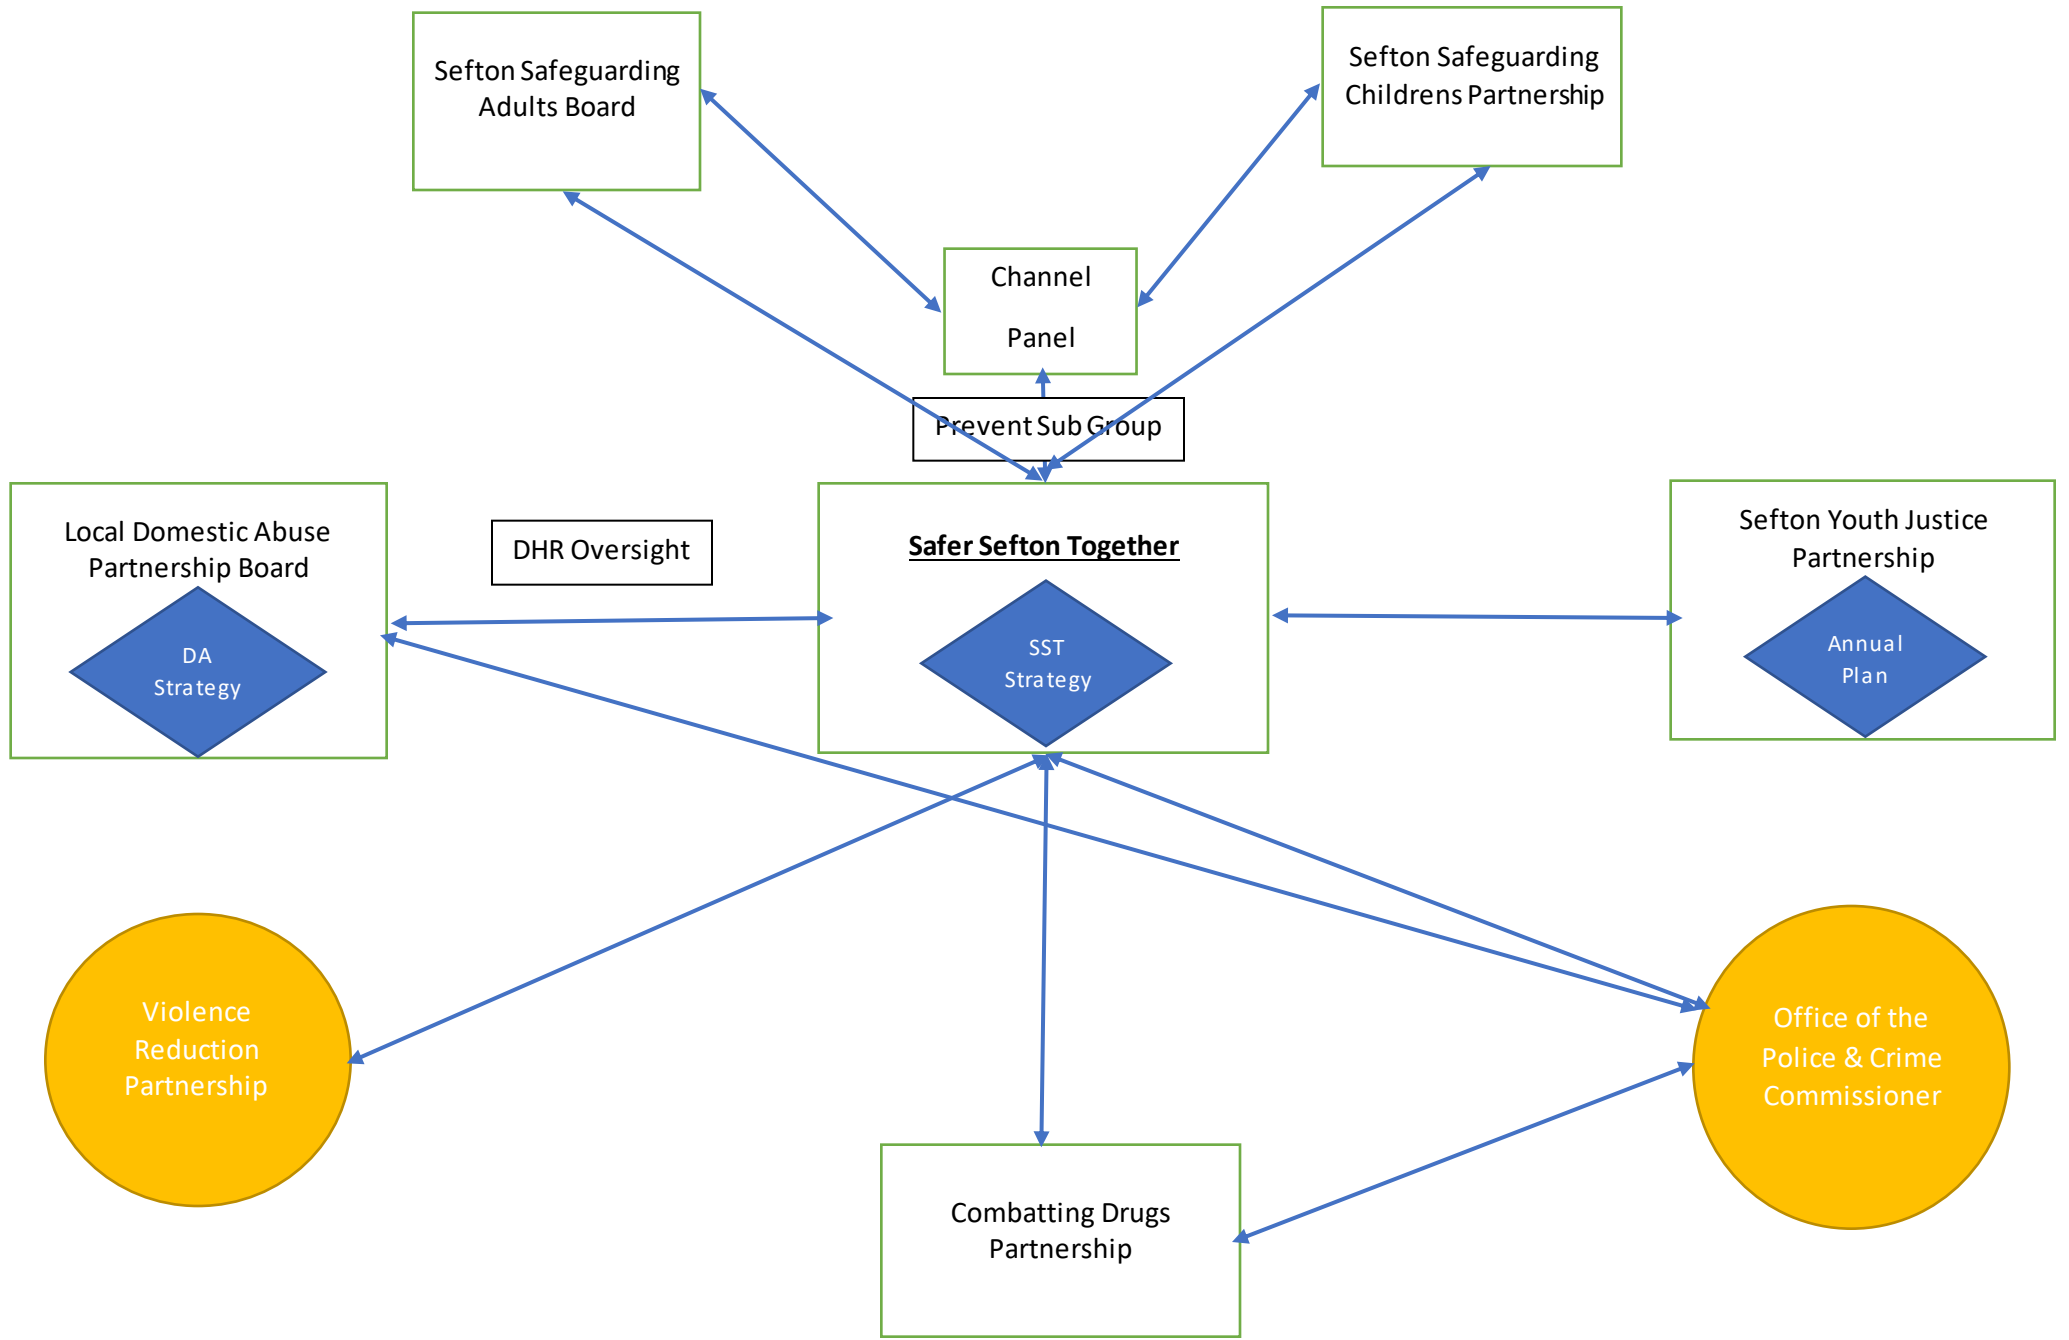 Sefton Safeguarding
Adults Board
Sefton Safeguarding
Childrens Partnership
Channel
Panel
Prevent Sub Group
Local Domestic Abuse
Partnership Board
DA
Strategy
DHR Oversight
Safer Sefton Together
SST
Strategy
Sefton Youth Justice
Partnership
Annual
Plan
Violence
Reduction
Partnership
Combatting Drugs
Partnership
Office of the
Police & Crime
Commissioner